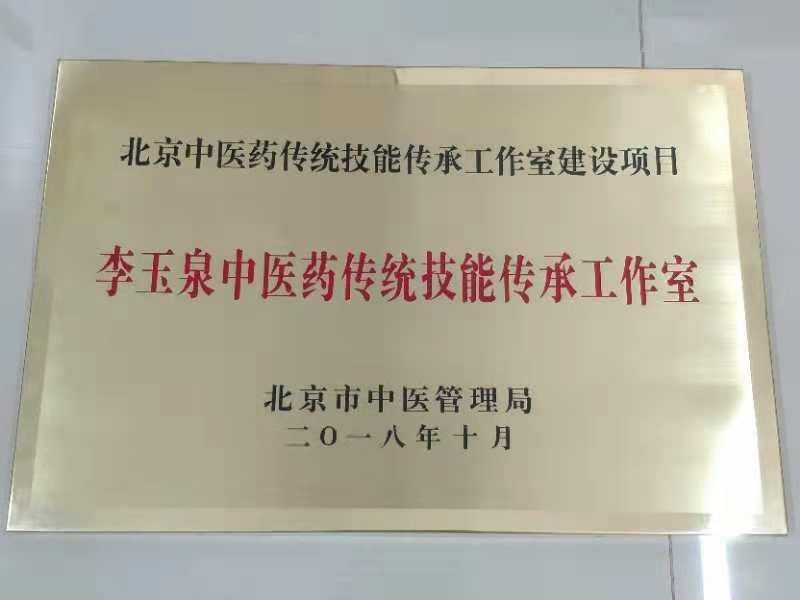 北京中医药传统技能传承工作室建设项目
李玉泉中医药传统技能传承工作室
北京市中医管理局
二〇一八年十月